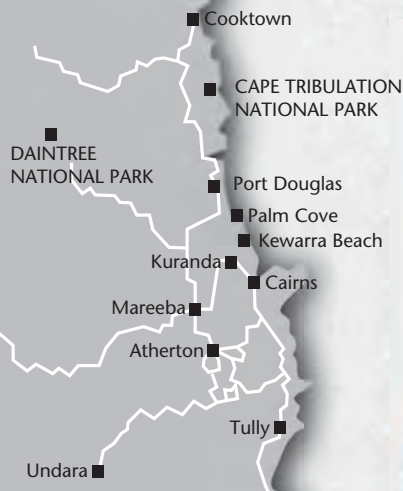 Cooktown
CAPE TRIBULATION
NATIONAL PARK
DAINTREE
NATIONAL PARK
Port Douglas
Palm Cove
Kewarra Beach
Kuranda
Cairns
Mareeba
Atherton
Tully
Undara